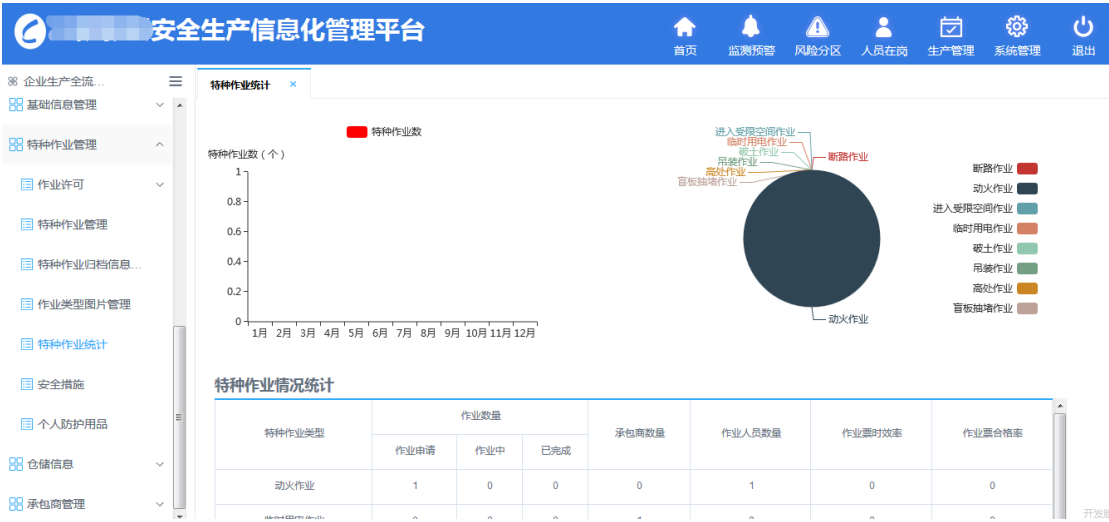 安全生产信息化管理平台
首页 监测预警 风险分区 人员在岗 生产管理 系统管理 退出
企业生产全流...
特种作业统计 ×
基础信息管理
特种作业管理
作业许可
特种作业管理
特种作业归档信息...
作业类型图片管理
特种作业统计
安全措施
个人防护用品
仓储信息
承包商管理
特种作业数
特种作业数（个）
1
0.8
0.6
0.4
0.2
0
1月 2月 3月 4月 5月 6月 7月 8月 9月 10月 11月 12月
进入受限空间作业
临时用电作业
破土作业
吊装作业
高处作业
盲板抽堵作业
断路作业
动火作业
断路作业
动火作业
进入受限空间作业
临时用电作业
破土作业
吊装作业
高处作业
盲板抽堵作业
特种作业情况统计
特种作业类型 作业数量 承包商数量 作业人员数量 作业票时效率 作业票合格率
作业申请 作业中 已完成
动火作业 1 0 0 0 1 0 0